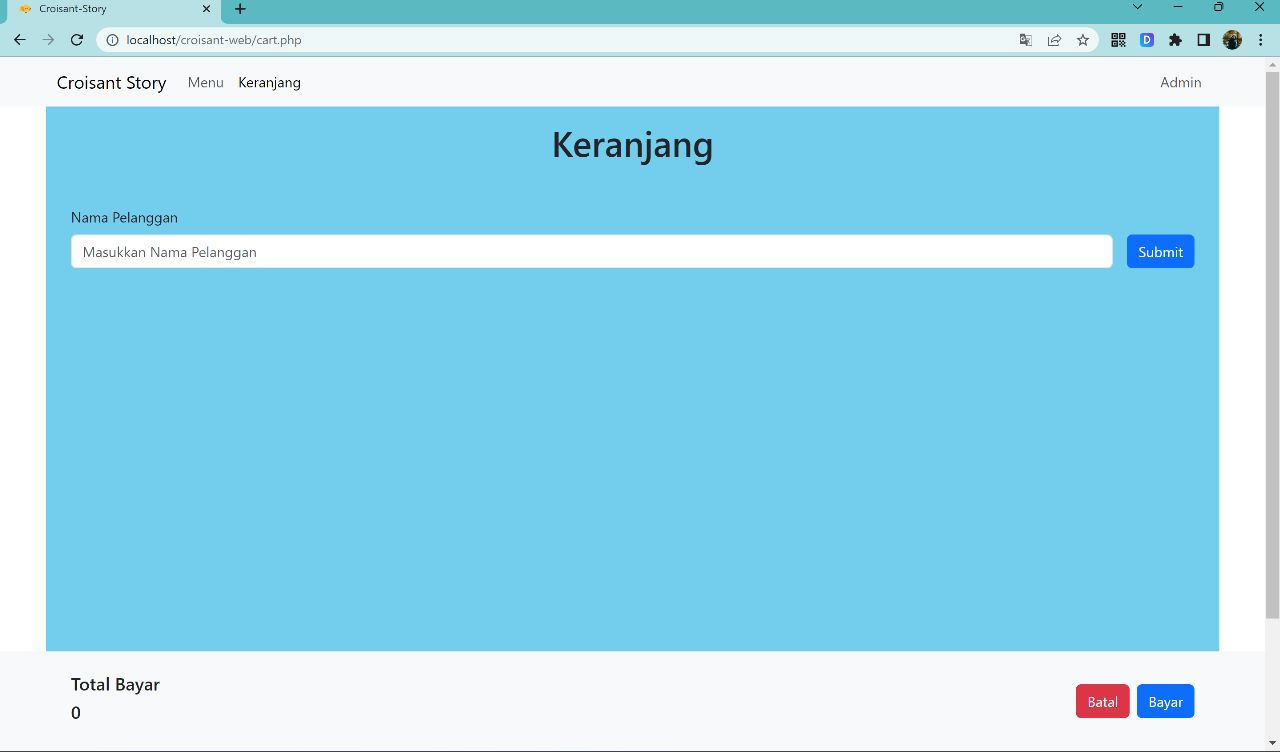 Croisant-Story
localhost/croisant-web/cart.php
D
Croisant Story Menu Keranjang Admin
Keranjang
Nama Pelanggan
Masukkan Nama Pelanggan Submit
Total Bayar
0
Batal Bayar